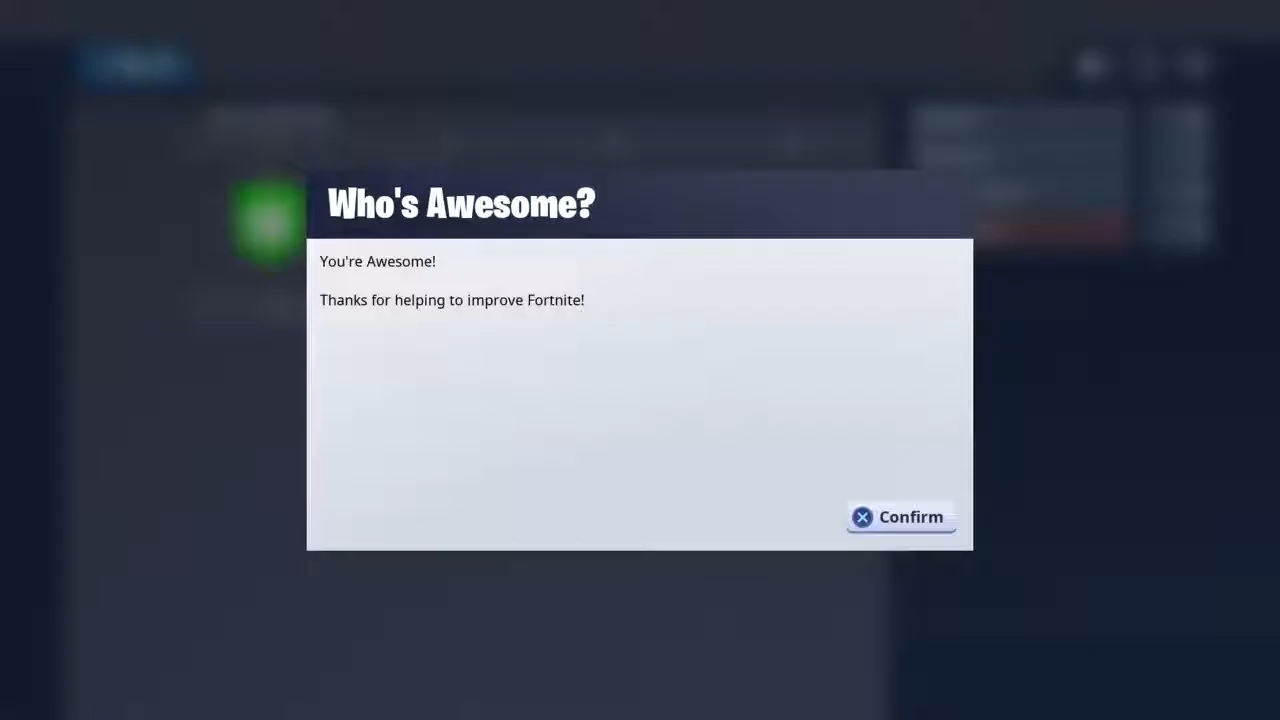 Who's Awesome?
You're Awesome!
Thanks for helping to improve Fortnite!
Confirm